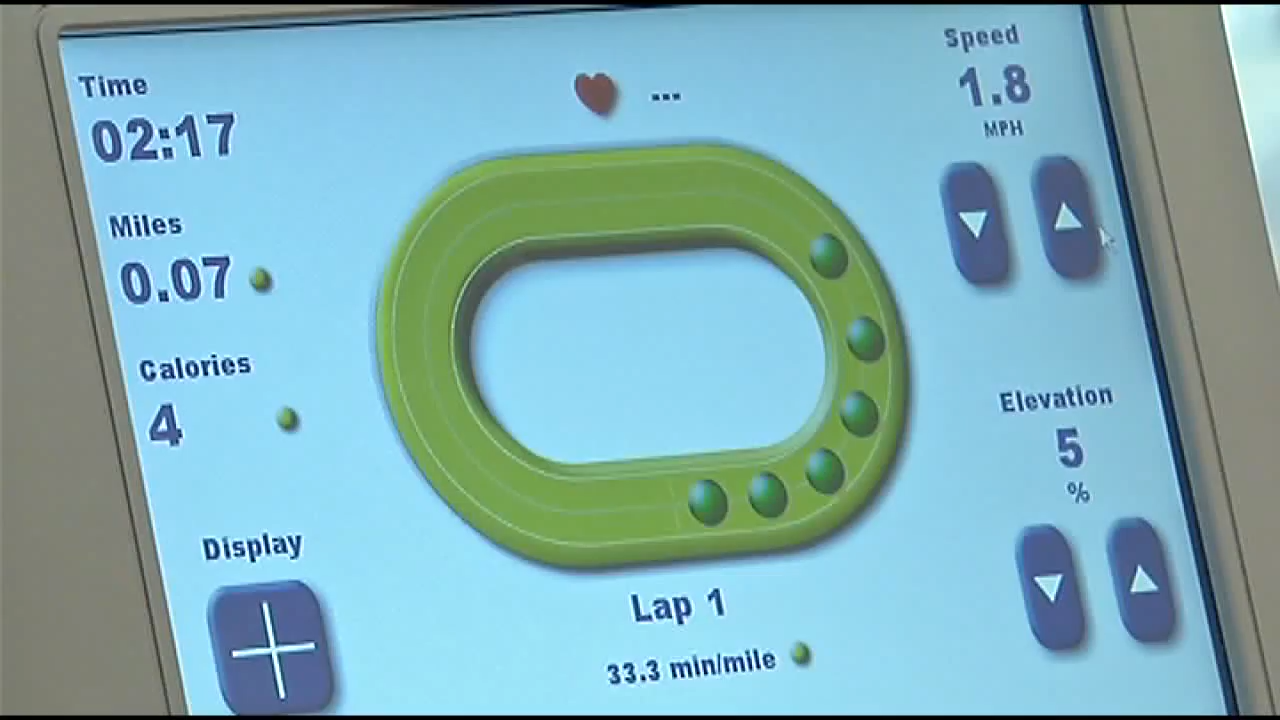 Time
02:17
Miles
0.07
Calories
4
Display
...
Lap 1
33.3 min/mile
Speed
1.8
MPH
Elevation
5
%